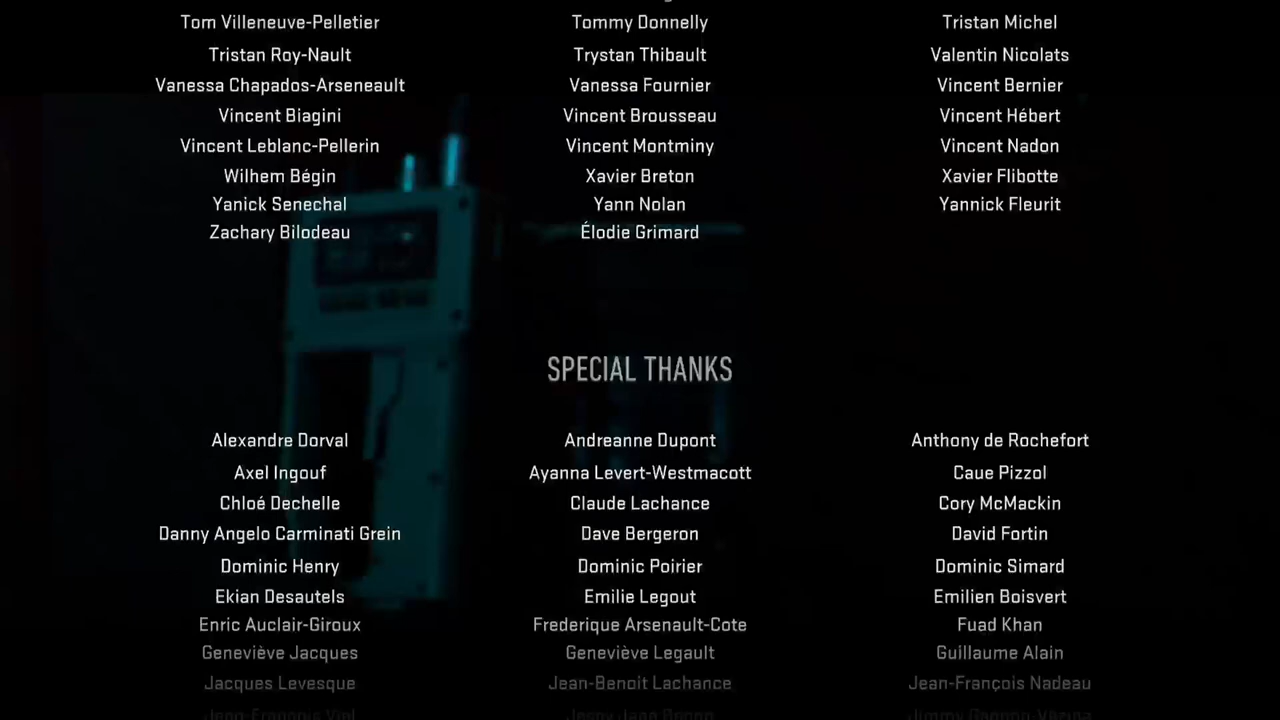 Tom Villeneuve-Pelletier Tommy Donnelly Tristan Michel
Tristan Roy-Nault Trystan Thibault Valentin Nicolats
Vanessa Chapados-Arseneault Vanessa Fournier Vincent Bernier
Vincent Biagini Vincent Brousseau Vincent Hébert
Vincent Leblanc-Pellerin Vincent Montminy Vincent Nadon
Wilhem Bégin Xavier Breton Xavier Flibotte
Yanick Senechal Yann Nolan Yannick Fleurit
Zachary Bilodeau Élodie Grimard
SPECIAL THANKS
Alexandre Dorval Andreanne Dupont Anthony de Rochefort
Axel Ingouf Ayanna Levert-Westmacott Caue Pizzol
Chloé Dechelle Claude Lachance Cory McMackin
Danny Angelo Carminati Grein Dave Bergeron David Fortin
Dominic Henry Dominic Poirier Dominic Simard
Ekian Desautels Emilie Legout Emilien Boisvert
Enric Auclair-Giroux Frederique Arsenault-Cote Fuad Khan
Geneviève Jacques Geneviève Legault Guillaume Alain
Jacques Levesque Jean-Benoit Lachance Jean-François Nadeau